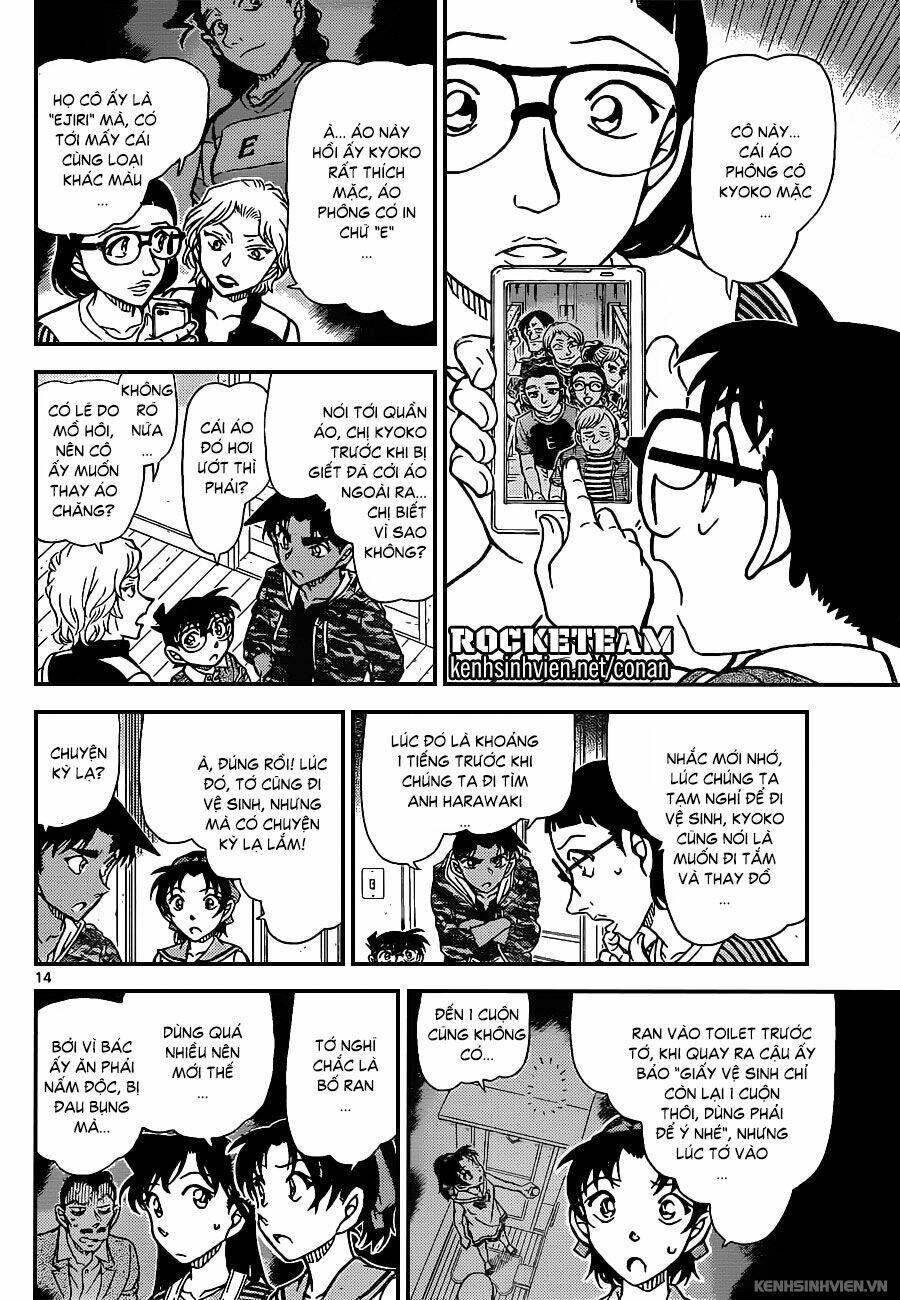 HỌ CÔ ẤY LÀ
"EJIRI" MÀ, CÓ
TỚI MẤY CÁI
CÙNG LOẠI
KHÁC MÀU
...
E
À... ÁO NÀY
HỒI ẤY KYOKO
RẤT THÍCH
MẶC, ÁO
PHÔNG CÓ IN
CHỮ "E"
...
CÔ NÀY...
CÁI ÁO
PHÔNG CÔ
KYOKO MẶC
...
E
CÓ LẼ DO
MỒ HÔI,
NÊN CÔ
ẤY MUỐN
THAY ÁO
CHĂNG?
KHÔNG
RÕ
NỮA
...
CÁI ÁO
ĐÓ HƠI
ƯỚT THÌ
PHẢI?
NÓI TỚI QUẦN
ÁO, CHỊ KYOKO
TRƯỚC KHI BỊ
GIẾT ĐÃ CỞI ÁO
NGOÀI RA...
CHỊ BIẾT
VÌ SAO
KHÔNG?
ROCKETEAM
kenhsinhvien.net/conan
CHUYỆN
KỲ LẠ?
À, ĐÚNG RỒI! LÚC
ĐÓ, TỚ CŨNG ĐI
VỆ SINH, NHƯNG
MÀ CÓ CHUYỆN
KỲ LẠ LẮM!
LÚC ĐÓ LÀ KHOẢNG
1 TIẾNG TRƯỚC KHI
CHÚNG TA ĐI TÌM
ANH HARAWAKI
...
NHẮC MỚI NHỚ,
LÚC CHÚNG TA
TẠM NGHỈ ĐỂ ĐI
VỆ SINH, KYOKO
CŨNG NÓI LÀ
MUỐN ĐI TẮM
VÀ THAY ĐỒ
...
14
BỞI VÌ BÁC
ẤY ĂN PHẢI
NẤM ĐỘC, BỊ
ĐAU BỤNG
MÀ...
DÙNG QUÁ
NHIỀU NÊN
MỚI THẾ
...
TỚ NGHĨ
CHẮC LÀ
BỐ RAN
...
ĐẾN 1 CUỘN
CŨNG KHÔNG
CÓ...
RAN VÀO TOILET TRƯỚC
TỚ, KHI QUAY RA CẬU ẤY
BẢO "GIẤY VỆ SINH CHỈ
CÒN LẠI 1 CUỘN
THÔI, DÙNG PHẢI
ĐỂ Ý NHÉ", NHƯNG
LÚC TỚ VÀO
...
KENHSINHVIEN.VN